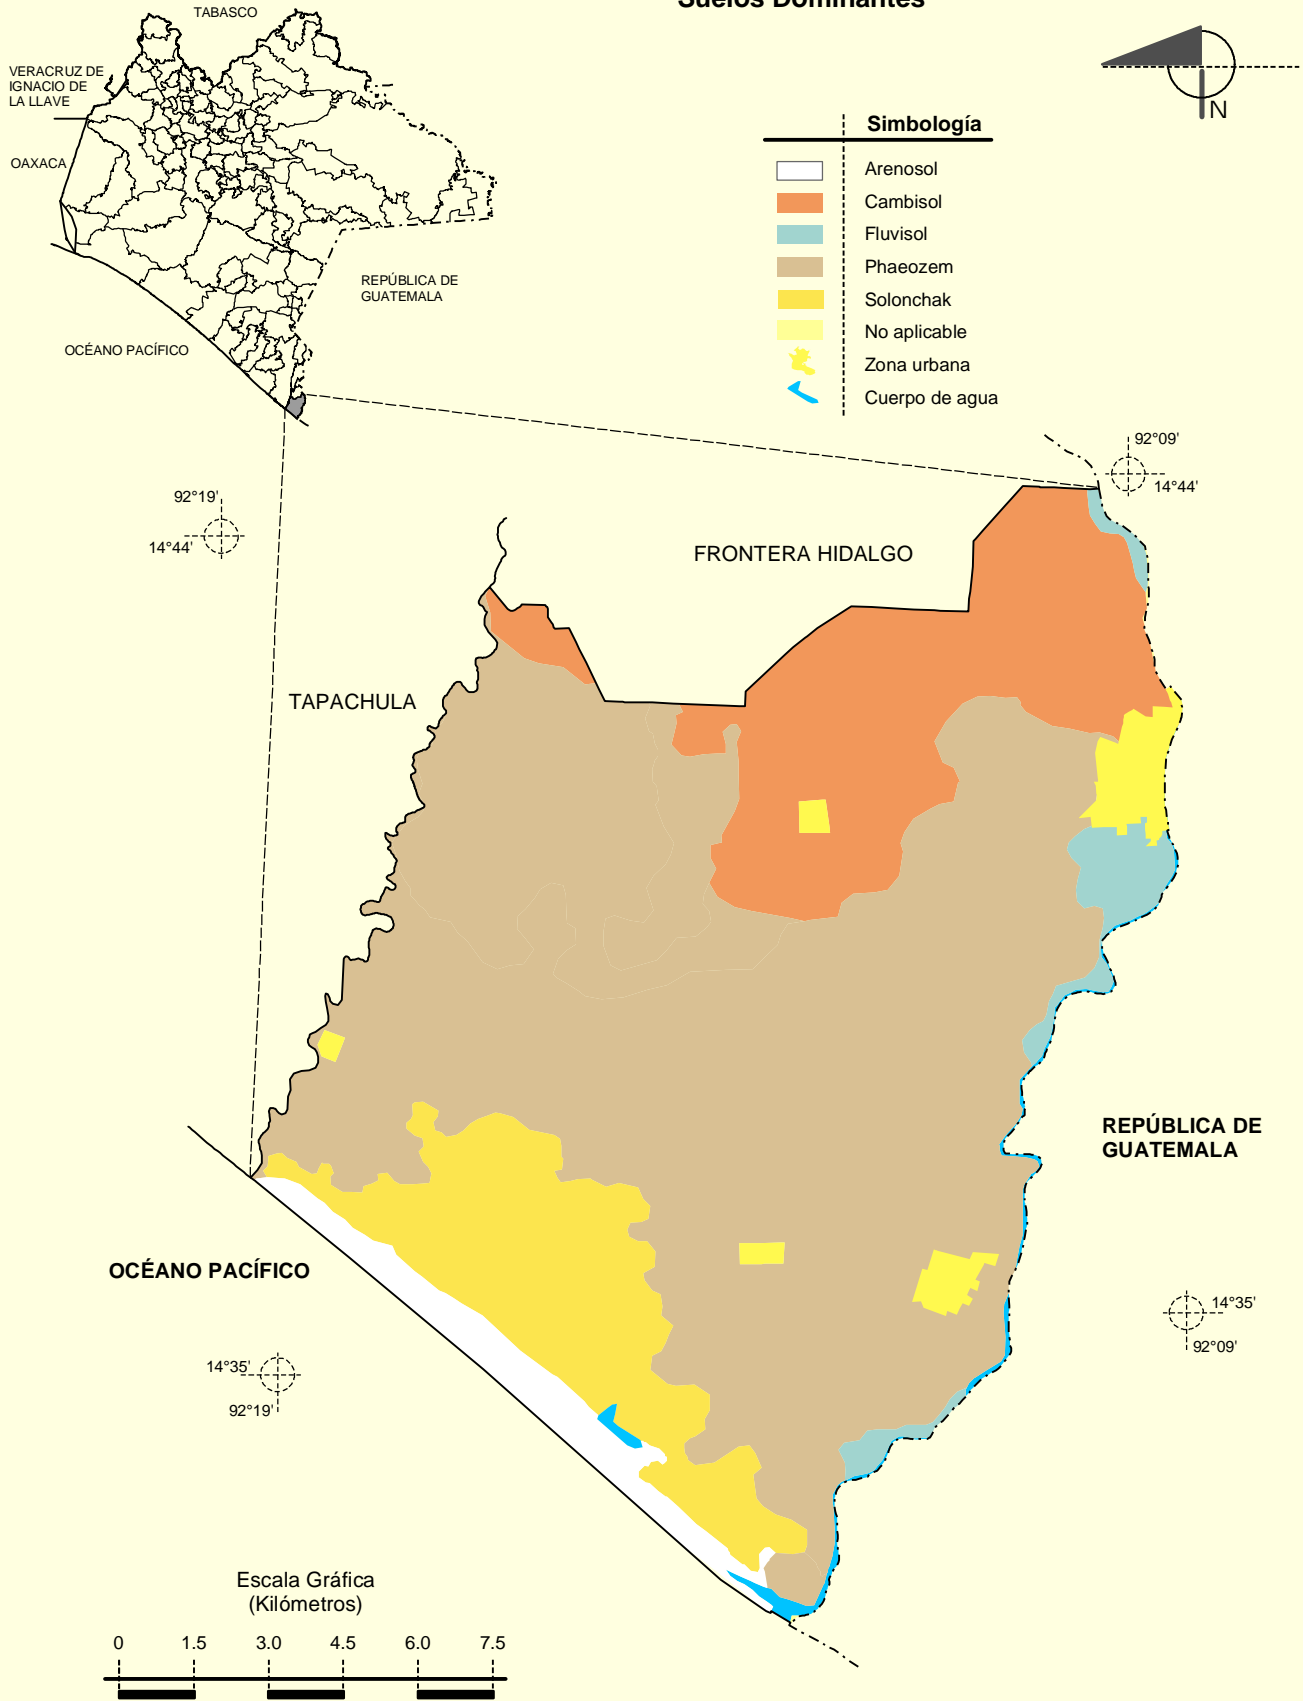 Suelos Dominantes
TABASCO
VERACRUZ DE
IGNACIO DE
LA LLAVE
OAXACA
REPÚBLICA DE
GUATEMALA
OCÉANO PACÍFICO
N
Simbología
Arenosol
Cambisol
Fluvisol
Phaeozem
Solonchak
No aplicable
Zona urbana
Cuerpo de agua
92°09'
14°44'
92°19'
14°44'
FRONTERA HIDALGO
TAPACHULA
REPÚBLICA DE
GUATEMALA
OCÉANO PACÍFICO
14°35'
92°09'
14°35'
92°19'
Escala Gráfica
(Kilómetros)
0 1.5 3.0 4.5 6.0 7.5